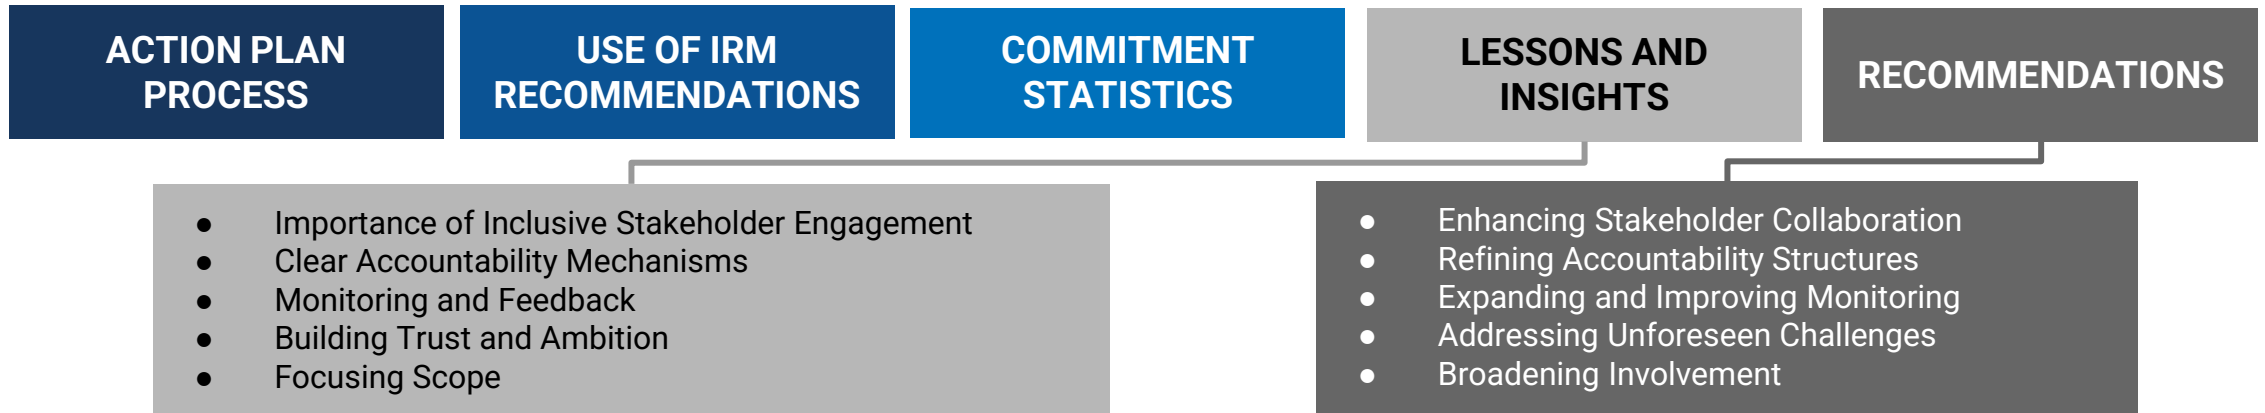 ACTION PLAN
PROCESS
USE OF IRM
RECOMMENDATIONS
COMMITMENT
STATISTICS
LESSONS AND
INSIGHTS
RECOMMENDATIONS
● Importance of Inclusive Stakeholder Engagement
● Clear Accountability Mechanisms
● Monitoring and Feedback
● Building Trust and Ambition
● Focusing Scope
● Enhancing Stakeholder Collaboration
● Refining Accountability Structures
● Expanding and Improving Monitoring
● Addressing Unforeseen Challenges
● Broadening Involvement